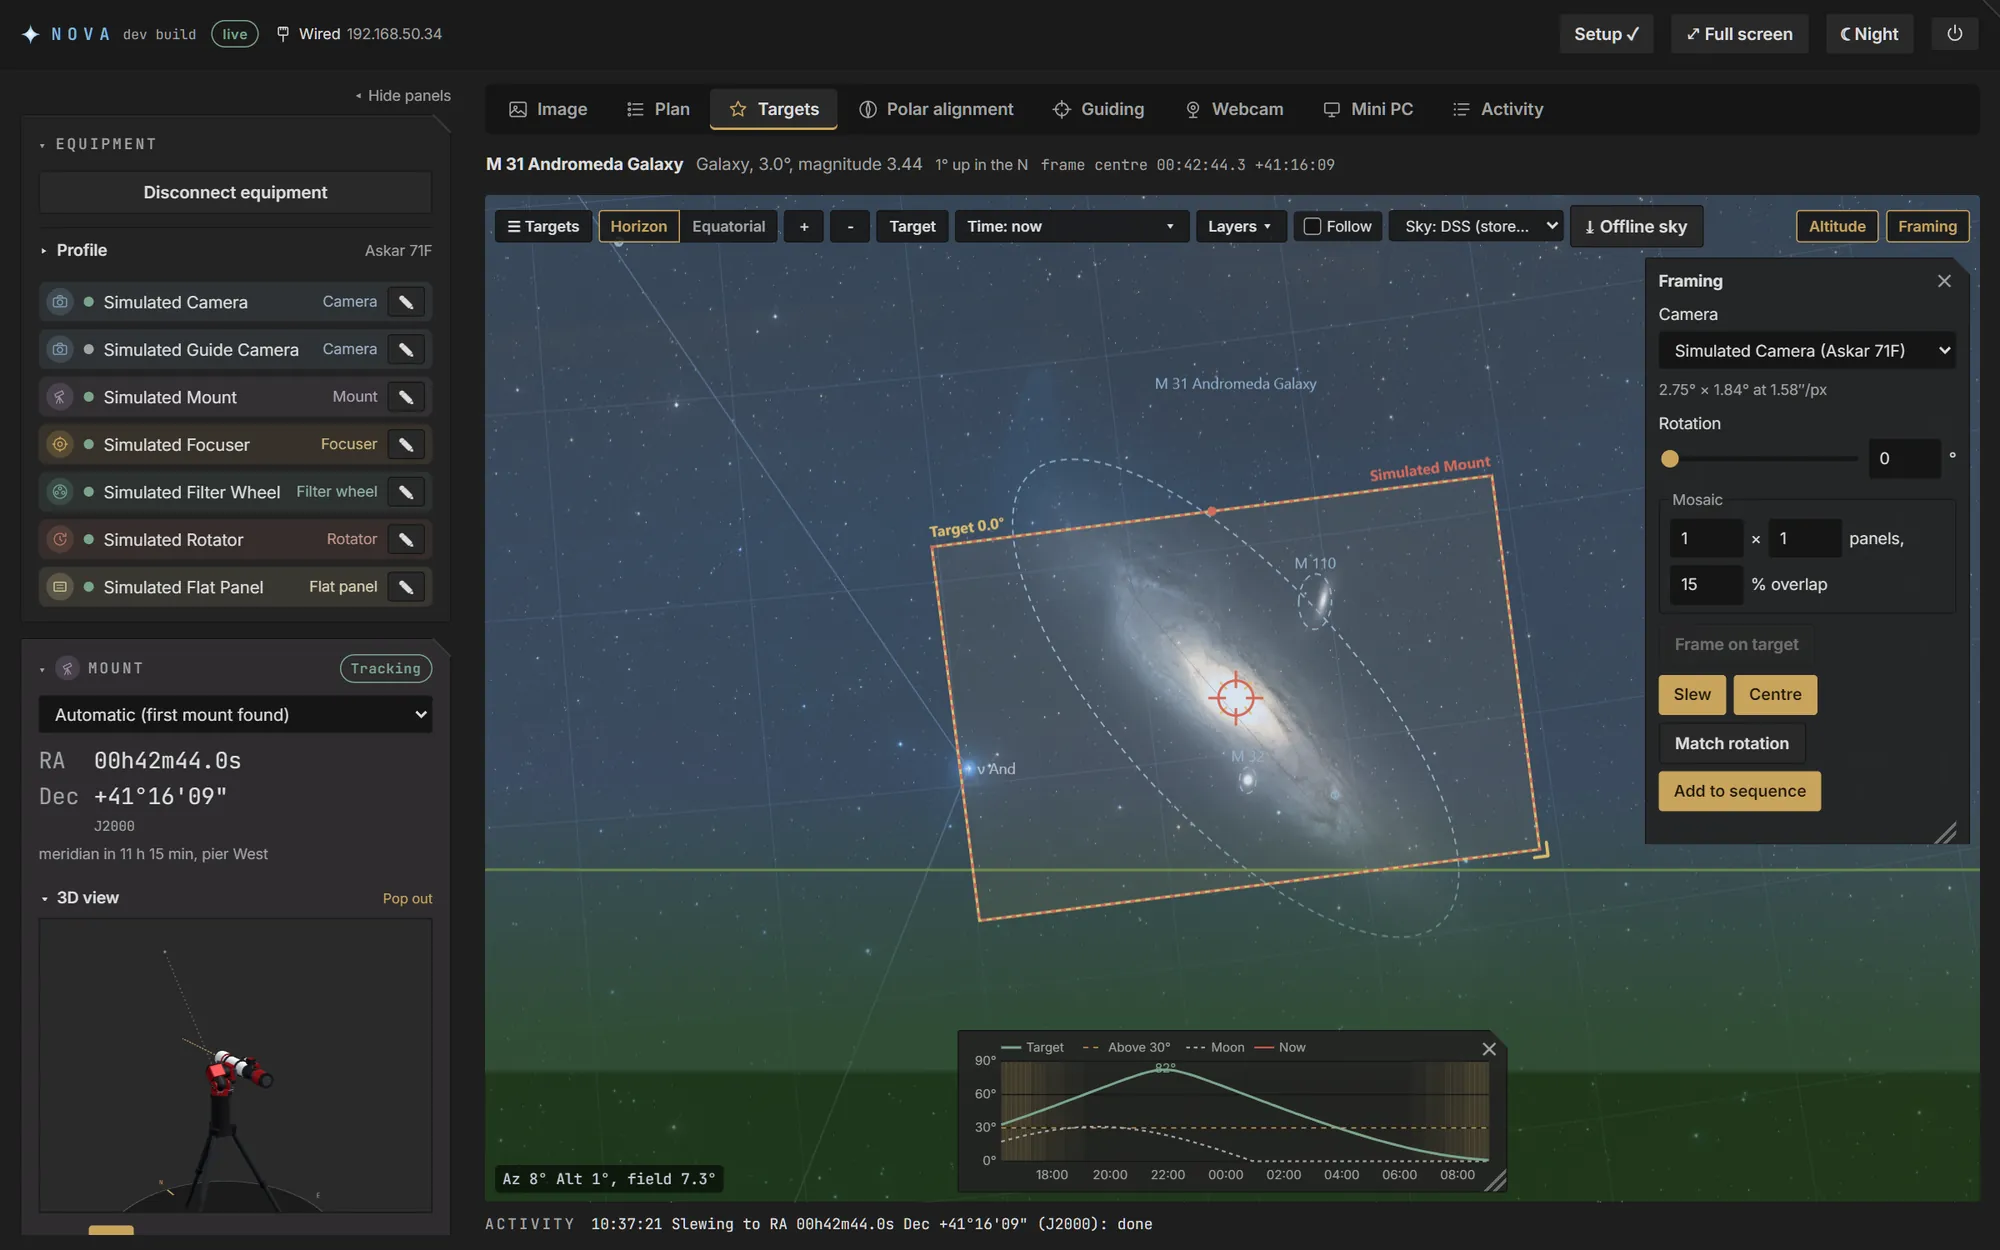 NOVA dev build live Wired 192.168.50.34
Setup ✓ Full screen Night
Hide panels
EQUIPMENT
Disconnect equipment
Profile Askar 71F
Simulated Camera Camera
Simulated Guide Camera Camera
Simulated Mount Mount
Simulated Focuser Focuser
Simulated Filter Wheel Filter wheel
Simulated Rotator Rotator
Simulated Flat Panel Flat panel
MOUNT Tracking
Automatic (first mount found)
RA 00h42m44.0s
Dec +41°16'09"
J2000
meridian in 11 h 15 min, pier West
3D view Pop out
N E
Image Plan Targets Polar alignment Guiding Webcam Mini PC Activity
M 31 Andromeda Galaxy Galaxy, 3.0°, magnitude 3.44 1° up in the N frame centre 00:42:44.3 +41:16:09
Targets Horizon Equatorial + - Target Time: now Layers Follow Sky: DSS (store... Offline sky Altitude Framing
M 31 Andromeda Galaxy
Simulated Mount
Target 0.0°
M 110
M 32
ν And
Framing
Camera
Simulated Camera (Askar 71F)
2.75° × 1.84° at 1.58"/px
Rotation
0 °
Mosaic
1 × 1 panels,
15 % overlap
Frame on target
Slew Centre
Match rotation
Add to sequence
Target Above 30° Moon Now
90°
82°
60°
30°
0°
18:00 20:00 22:00 00:00 02:00 04:00 06:00 08:00
Az 8° Alt 1°, field 7.3°
ACTIVITY 10:37:21 Slewing to RA 00h42m44.0s Dec +41°16'09" (J2000): done